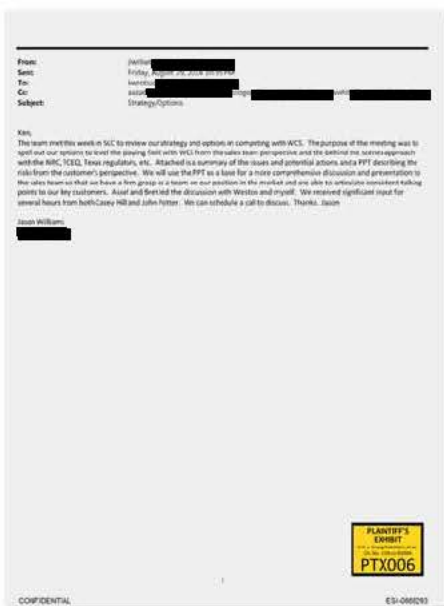 From:
Sent: Friday, August 29, 2014
To:
Cc:
Subject: Strategy/Options
Ken,
The team met this week in SLC to review our strategy and options in competing with WCS. The purpose of the meeting was to
spell out our options to level the playing field with WCS from the sales team perspective and the behind the scenes approach
with the NRC, TCEQ, Texas regulators, etc. Attached is a summary of the issues and potential actions and a PPT describing the
risks from the customer's perspective. We will use the PPT as a base for a more comprehensive discussion and presentation to
the sales team so that we have a firm grasp as a team on our position in the market and are able to articulate consistent talking
points to our key customers. Assef and Bret led the discussion with Weston and myself. We received significant input for
several hours from both Casey Hill and John Potter. We can schedule a call to discuss. Thanks. Jason
Jason Williams
PLAINTIFF'S
EXHIBIT
PTX006
1
CONFIDENTIAL